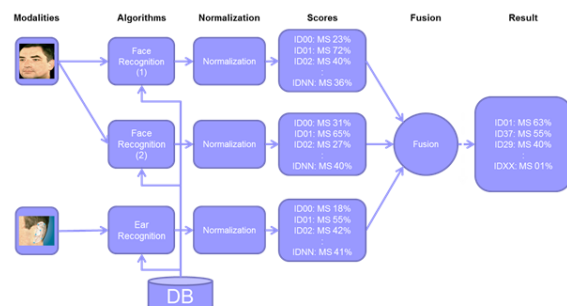 Modalities
Algorithms
Normalization
Scores
Fusion
Result
Face
Recognition
(1)
Normalization
ID00: MS 23%
ID01: MS 72%
ID02: MS 40%
IDNN: MS 36%
Face
Recognition
(2)
Normalization
ID00: MS 31%
ID01: MS 65%
ID02: MS 27%
IDNN: MS 40%
Fusion
ID01: MS 63%
ID37: MS 55%
ID29: MS 40%
:
IDXX: MS 01%
Ear
Recognition
Normalization
ID00: MS 18%
ID01: MS 55%
ID02: MS 42%
IDNN: MS 41%
DB